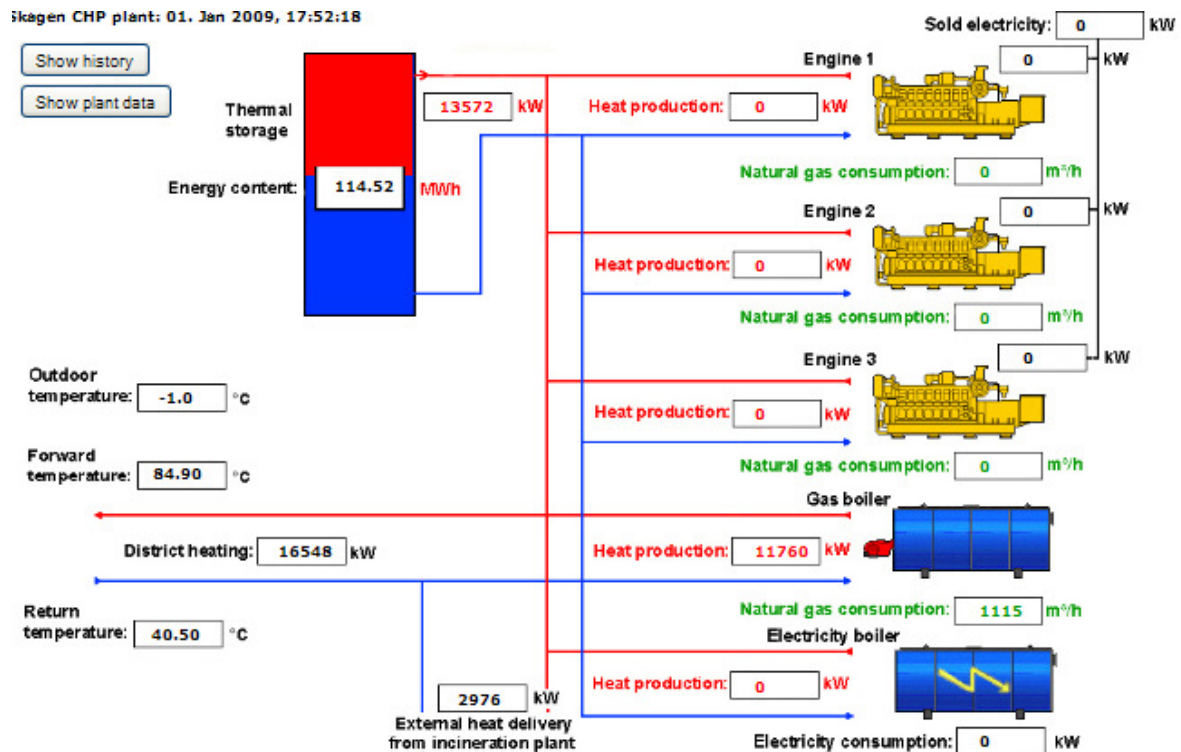 Skagen CHP plant: 01. Jan 2009, 17:52:18
Sold electricity: 0 kW
Show history
Show plant data
Thermal
storage
13572 kW
Energy content: 114.52 MWh
Engine 1
0 kW
Heat production: 0 kW
Natural gas consumption: 0 m³/h
Engine 2
0 kW
Heat production: 0 kW
Natural gas consumption: 0 m³/h
Engine 3
0 kW
Heat production: 0 kW
Natural gas consumption: 0 m³/h
Outdoor
temperature: -1.0 °C
Forward
temperature: 84.90 °C
Gas boiler
District heating: 16548 kW
Heat production: 11760 kW
Natural gas consumption: 1115 m³/h
Return
temperature: 40.50 °C
Electricity boiler
Heat production: 0 kW
2976 kW
External heat delivery
from incineration plant
Electricity consumption: 0 kW